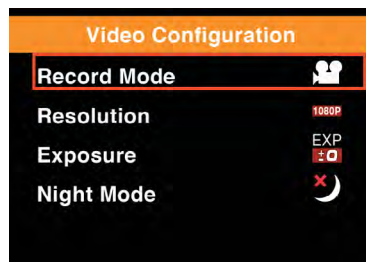 Video Configuration
Record Mode
Resolution 1080P
EXP
Exposure ±0
Night Mode